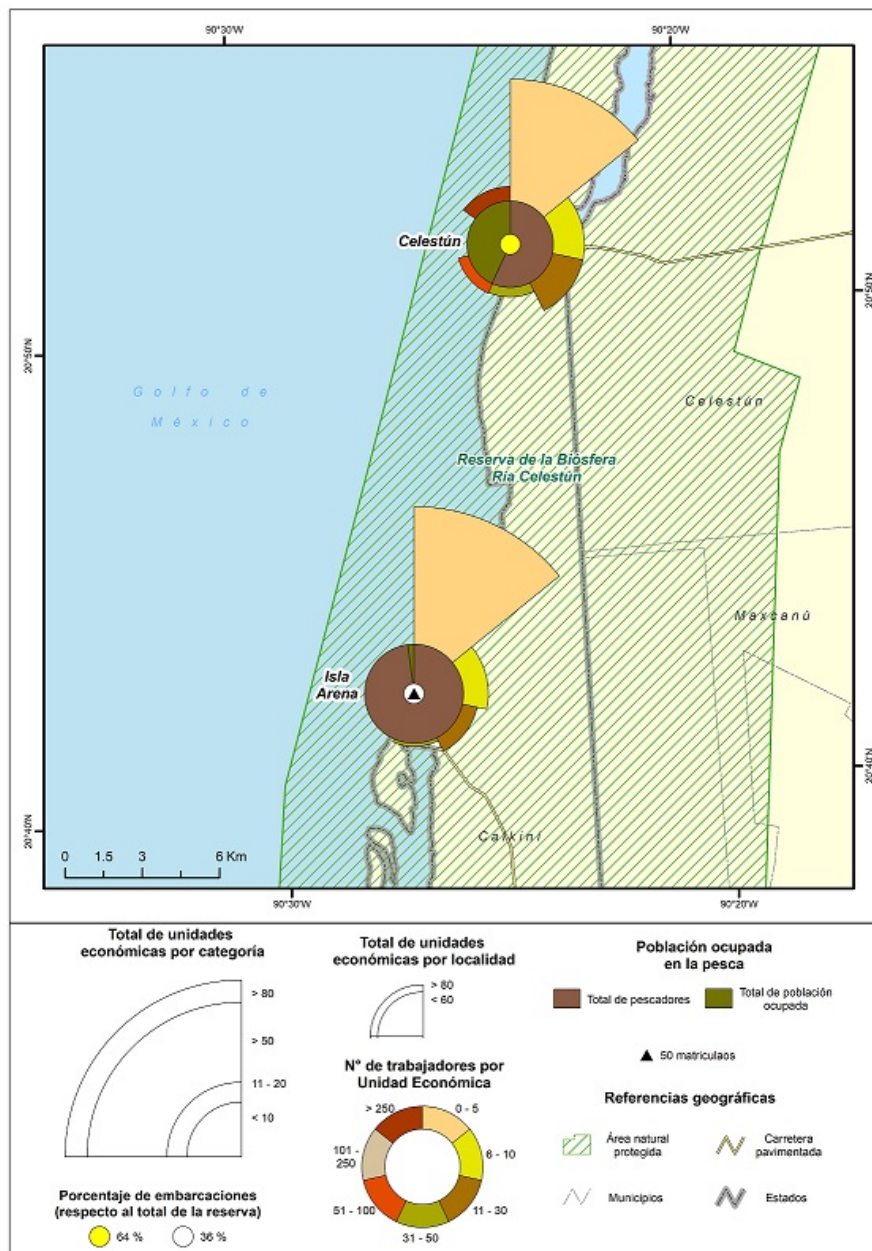 90°30'W
90°20'W
Celestún
20°50'N
20°50'N
Golfo de
México
Celestún
Reserva de la Biósfera
Ría Celestún
Maxcanú
Isla
Arena
20°40'N
20°40'N
Calkiní
0 1.5 3 6 Km
90°30'W
90°20'W
Total de unidades
económicas por categoría
> 80
> 50
11 - 20
< 10
Porcentaje de embarcaciones
(respecto al total de la reserva)
64 %
36 %
Total de unidades
económicas por localidad
> 80
< 60
N° de trabajadores por
Unidad Económica
> 250
0 - 5
101 -
250
6 - 10
51 - 100
11 - 30
31 - 50
Población ocupada
en la pesca
Total de pescadores
Total de población
ocupada
50 matriculaos
Referencias geográficas
Área natural
protegida
Carretera
pavimentada
Municipios
Estados